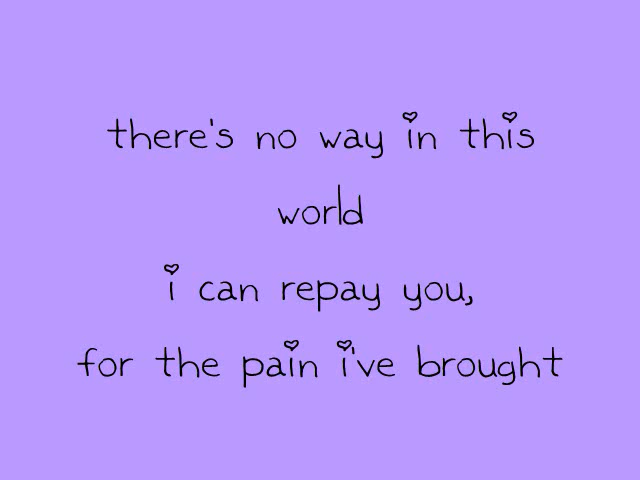 there's no way in this
world
i can repay you,
for the pain i've brought